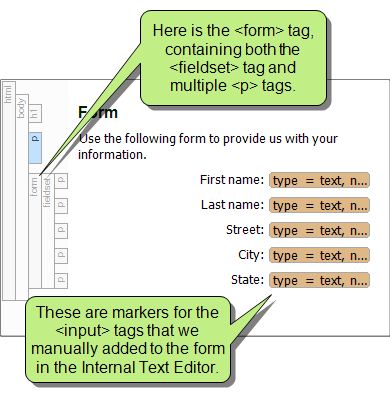 Here is the <form> tag,
containing both the
<fieldset> tag and
multiple <p> tags.
html
body
h1
Form
p
Use the following form to provide us with your
information.
form
fieldset
p
First name: type = text, n...
p
Last name: type = text, n...
p
Street: type = text, n...
p
City: type = text, n...
p
State: type = text, n...
These are markers for the
<input> tags that we
manually added to the form
in the Internal Text Editor.